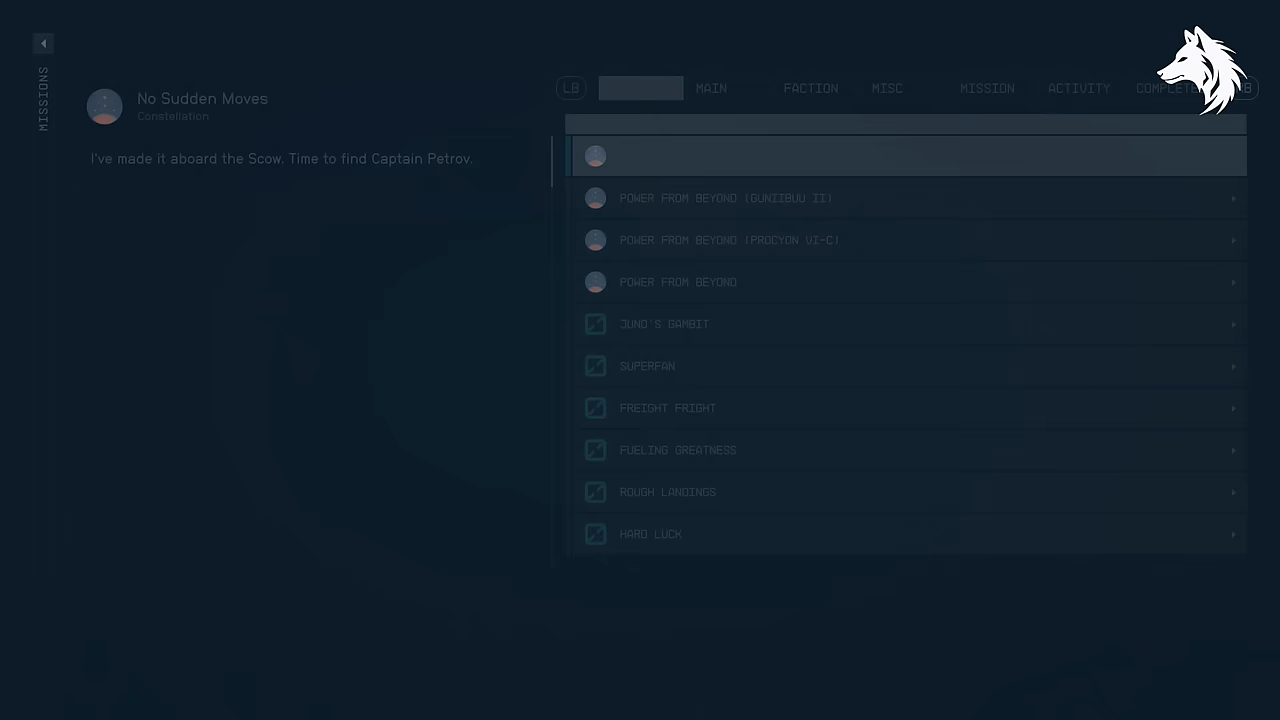 MISSIONS
No Sudden Moves
Constellation
I've made it aboard the Scow. Time to find Captain Petrov.
LB
MAIN
FACTION
MISC
MISSION
ACTIVITY
POWER FROM BEYOND (GUNIIBUU II)
POWER FROM BEYOND (PROCYON VI-C)
POWER FROM BEYOND
JUNO'S GAMBIT
SUPERFAN
FREIGHT FRIGHT
FUELING GREATNESS
ROUGH LANDINGS
HARD LUCK